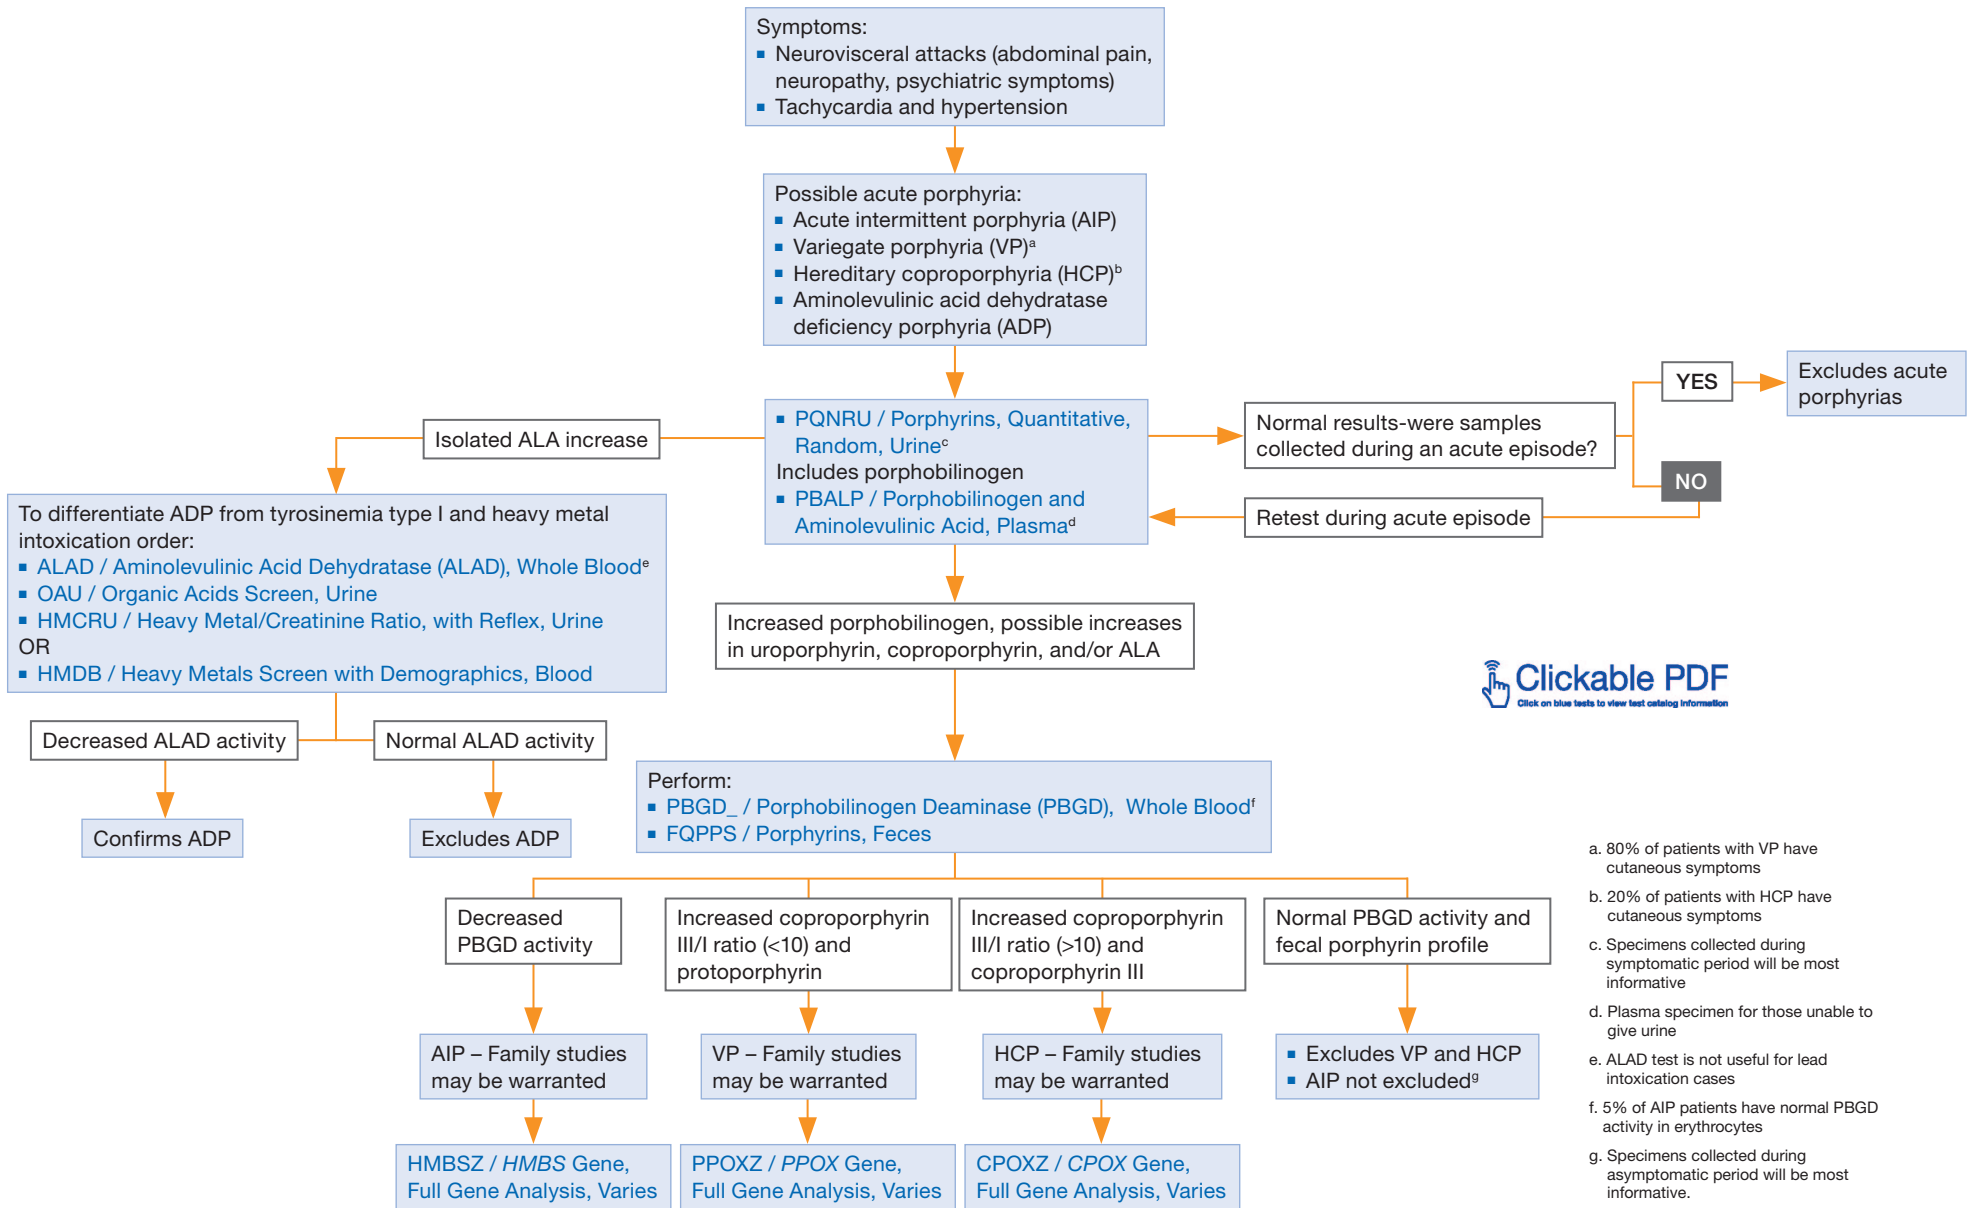 Symptoms:
▪ Neurovisceral attacks (abdominal pain,
neuropathy, psychiatric symptoms)
▪ Tachycardia and hypertension
Possible acute porphyria:
▪ Acute intermittent porphyria (AIP)
▪ Variegate porphyria (VP)ᵃ
▪ Hereditary coproporphyria (HCP)ᵇ
▪ Aminolevulinic acid dehydratase
deficiency porphyria (ADP)
▪ PQNRU / Porphyrins, Quantitative,
Random, Urineᶜ
Includes porphobilinogen
▪ PBALP / Porphobilinogen and
Aminolevulinic Acid, Plasmaᵈ
Normal results-were samples
collected during an acute episode?
YES
Excludes acute
porphyrias
NO
Retest during acute episode
Isolated ALA increase
To differentiate ADP from tyrosinemia type I and heavy metal
intoxication order:
▪ ALAD / Aminolevulinic Acid Dehydratase (ALAD), Whole Bloodᵉ
▪ OAU / Organic Acids Screen, Urine
▪ HMCRU / Heavy Metal/Creatinine Ratio, with Reflex, Urine
OR
▪ HMDB / Heavy Metals Screen with Demographics, Blood
Decreased ALAD activity
Normal ALAD activity
Confirms ADP
Excludes ADP
Increased porphobilinogen, possible increases
in uroporphyrin, coproporphyrin, and/or ALA
Clickable PDF
Click on blue tests to view test catalog information
Perform:
▪ PBGD_ / Porphobilinogen Deaminase (PBGD), Whole Bloodᶠ
▪ FQPPS / Porphyrins, Feces
Decreased
PBGD activity
Increased coproporphyrin
III/I ratio (<10) and
protoporphyrin
Increased coproporphyrin
III/I ratio (>10) and
coproporphyrin III
Normal PBGD activity and
fecal porphyrin profile
AIP – Family studies
may be warranted
VP – Family studies
may be warranted
HCP – Family studies
may be warranted
▪ Excludes VP and HCP
▪ AIP not excludedᵍ
HMBSZ / HMBS Gene,
Full Gene Analysis, Varies
PPOXZ / PPOX Gene,
Full Gene Analysis, Varies
CPOXZ / CPOX Gene,
Full Gene Analysis, Varies
a. 80% of patients with VP have
cutaneous symptoms
b. 20% of patients with HCP have
cutaneous symptoms
c. Specimens collected during
symptomatic period will be most
informative
d. Plasma specimen for those unable to
give urine
e. ALAD test is not useful for lead
intoxication cases
f. 5% of AIP patients have normal PBGD
activity in erythrocytes
g. Specimens collected during
asymptomatic period will be most
informative.